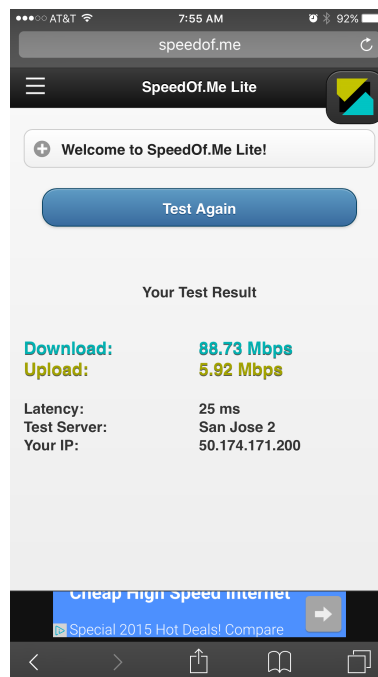 AT&T 7:55 AM 92%
speedof.me
SpeedOf.Me Lite
Welcome to SpeedOf.Me Lite!
Test Again
Your Test Result
Download: 88.73 Mbps
Upload: 5.92 Mbps
Latency: 25 ms
Test Server: San Jose 2
Your IP: 50.174.171.200
Cheap High Speed Internet
Special 2015 Hot Deals! Compare